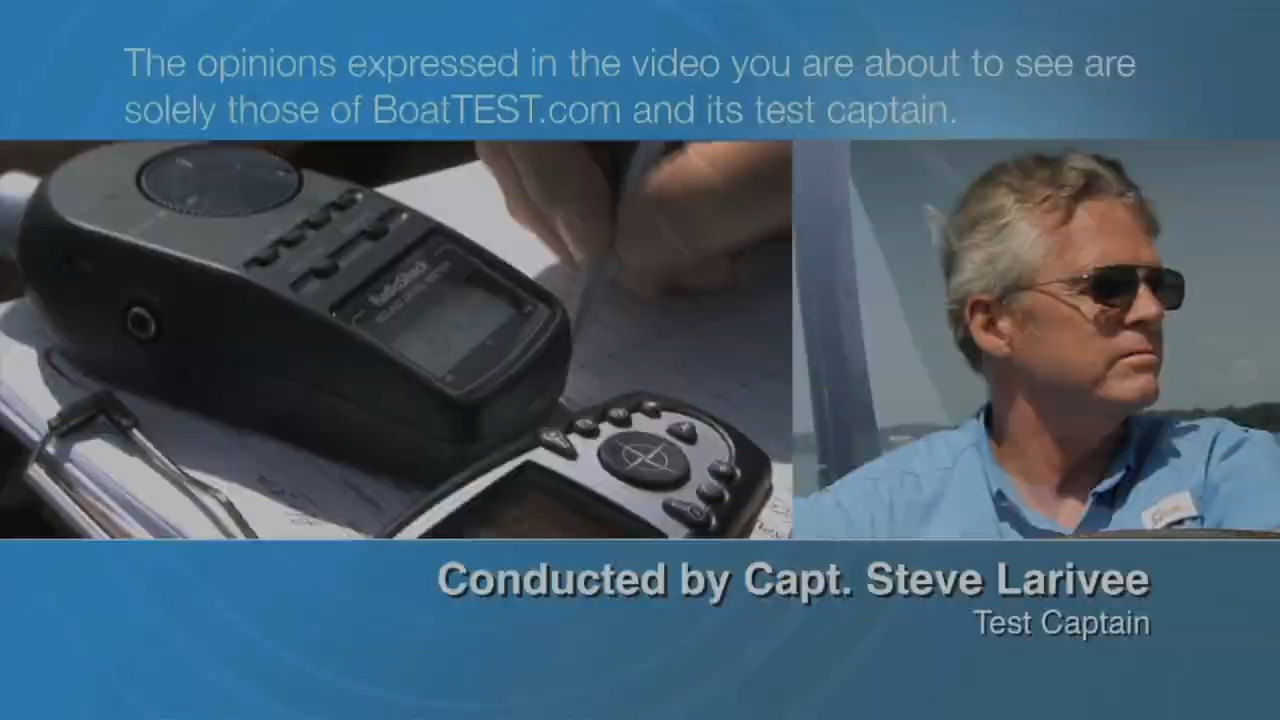 The opinions expressed in the video you are about to see are
solely those of BoatTEST.com and its test captain.
RadioShack
Conducted by Capt. Steve Larivee
Test Captain